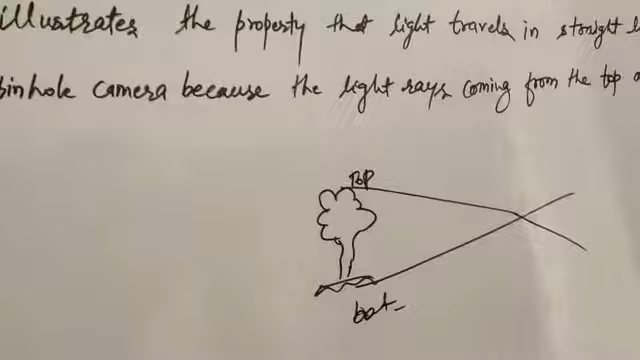 illustrates the property that light travels in straight
pinhole camera because the light rays coming from the top
Top
bot-